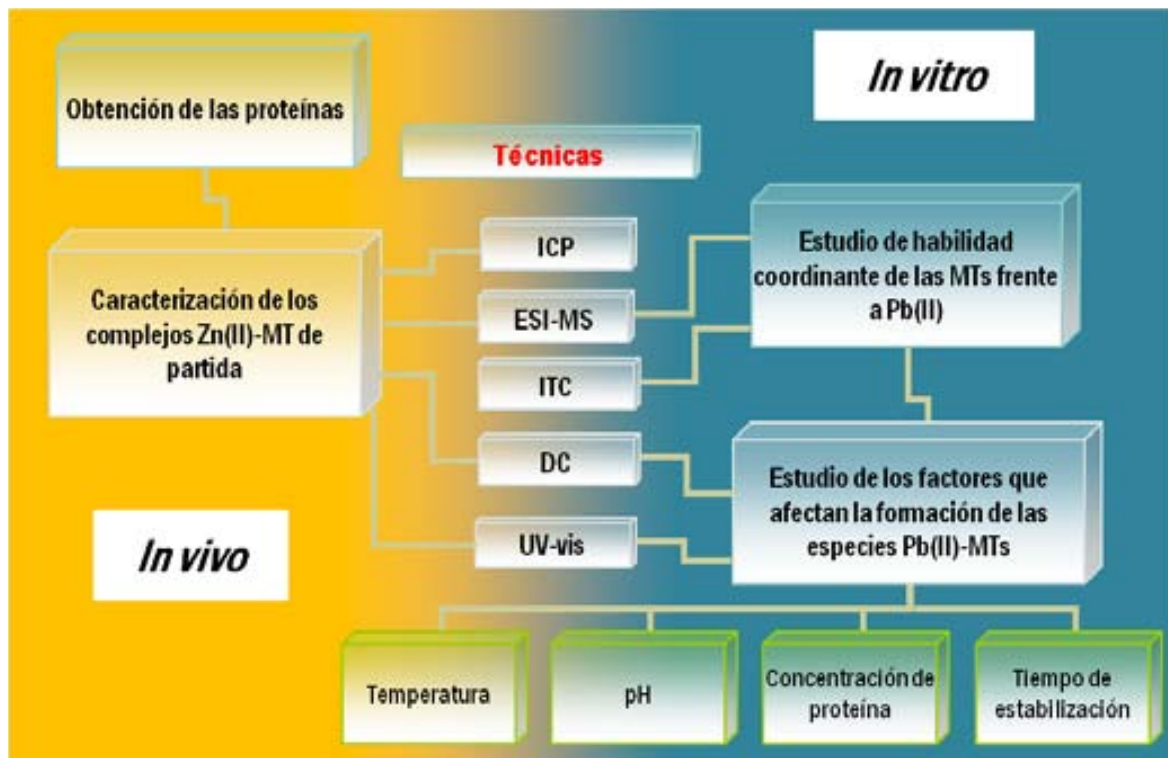 Obtención de las proteínas
In vitro
Técnicas
ICP
Estudio de habilidad
coordinante de las MTs frente
a Pb(II)
Caracterización de los
complejos Zn(II)-MT de
partida
ESI-MS
ITC
DC
Estudio de los factores que
afectan la formación de las
especies Pb(II)-MTs
In vivo
UV-vis
Temperatura
pH
Concentración de
proteína
Tiempo de
estabilización